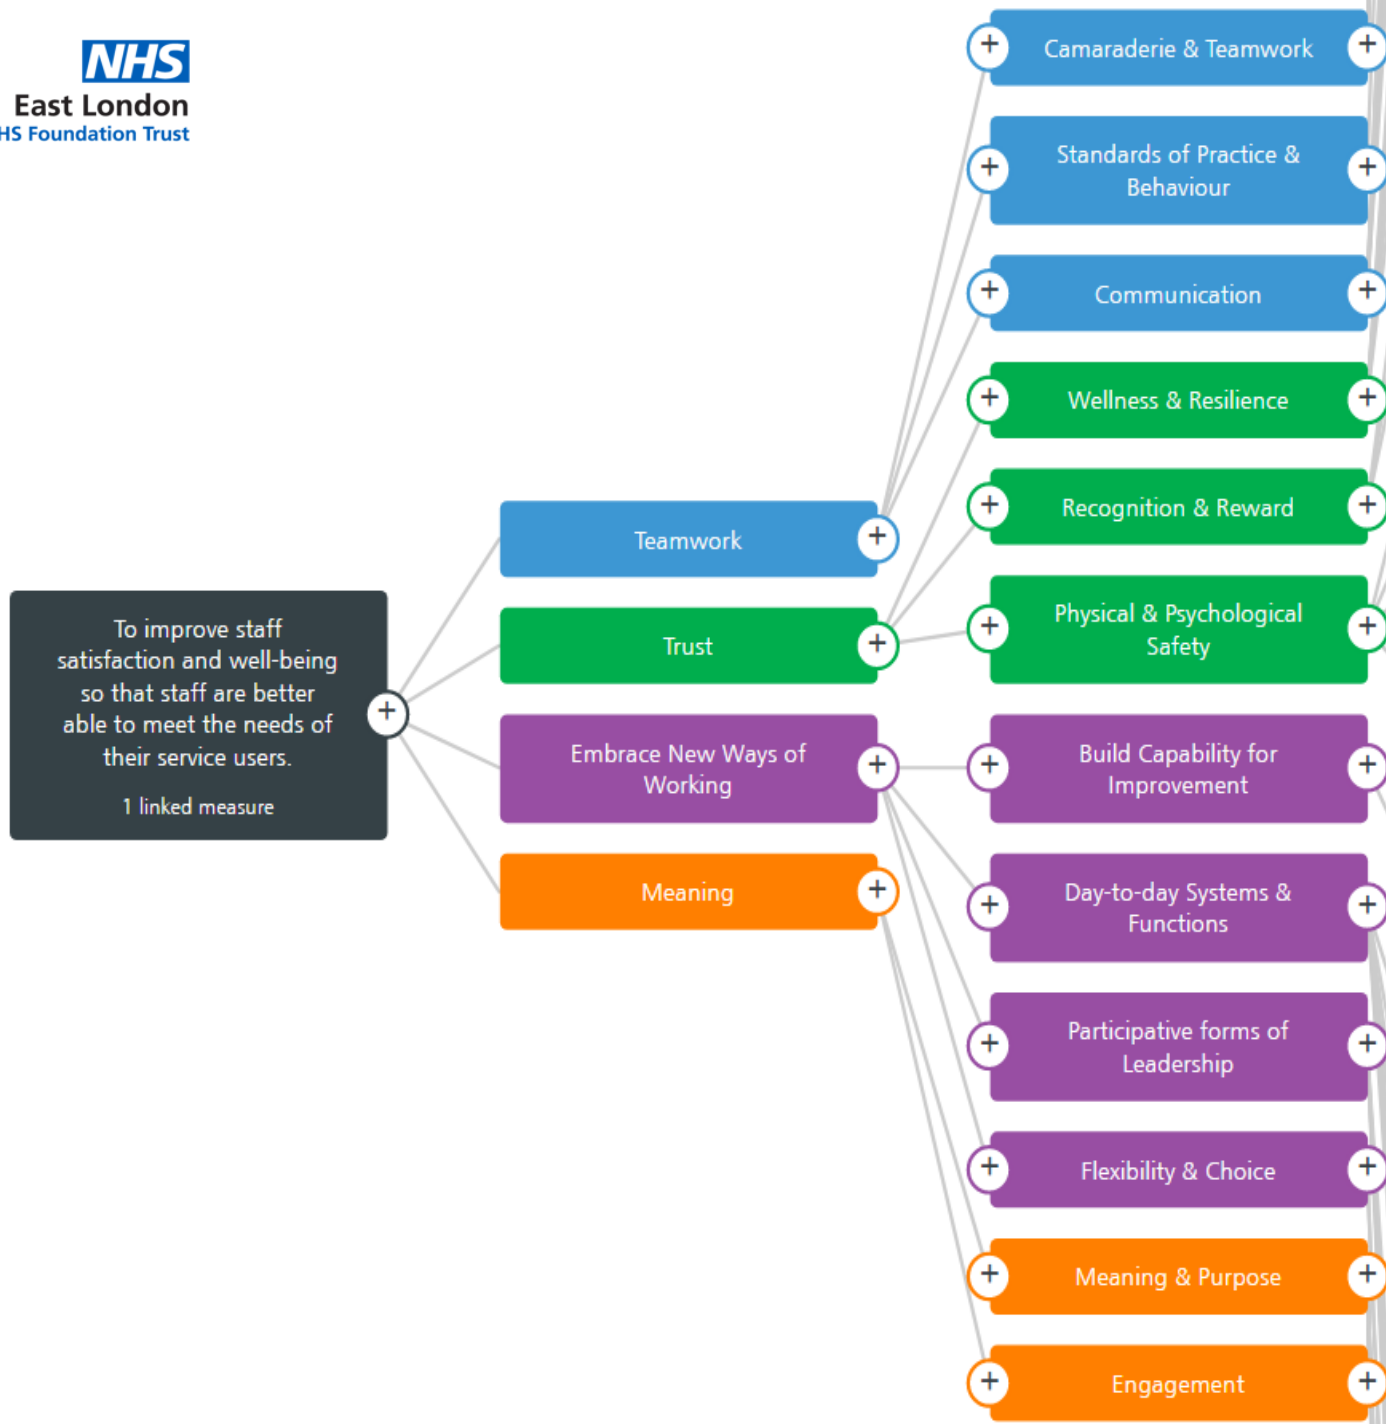 NHS
East London
HS Foundation Trust
To improve staff
satisfaction and well-being
so that staff are better
able to meet the needs of
their service users.
1 linked measure
Teamwork
Trust
Embrace New Ways of
Working
Meaning
Camaraderie & Teamwork
Standards of Practice &
Behaviour
Communication
Wellness & Resilience
Recognition & Reward
Physical & Psychological
Safety
Build Capability for
Improvement
Day-to-day Systems &
Functions
Participative forms of
Leadership
Flexibility & Choice
Meaning & Purpose
Engagement